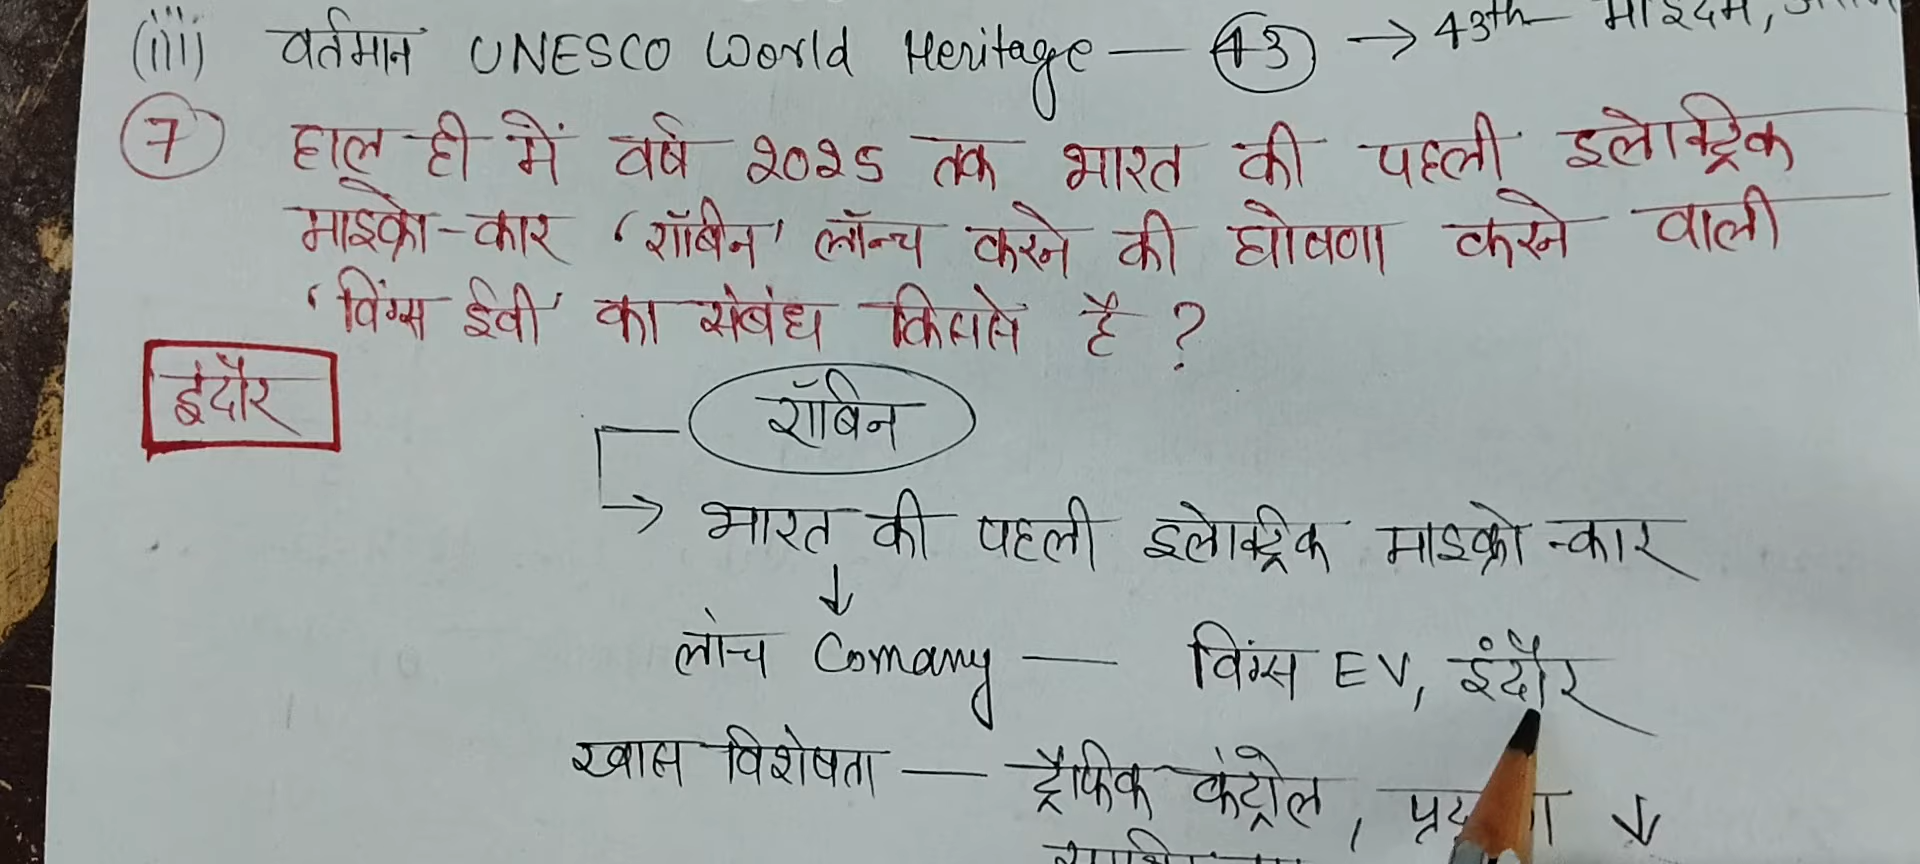 (iii) वर्तमान UNESCO World Heritage — 43 → 43th
7 हाल ही में वर्ष २०२५ तक भारत की पहली इलेक्ट्रिक
माइक्रो-कार 'रॉबिन' लॉन्च करने की घोषणा करने वाली
'विंग्स ईवी' का संबंध किससे है ?
इंदौर
रॉबिन
→ भारत की पहली इलेक्ट्रिक माइक्रो-कार
↓
लांच Comany — विंग्स EV, इंदौर
खास विशेषता — ट्रैफिक कंट्रोल, ↓